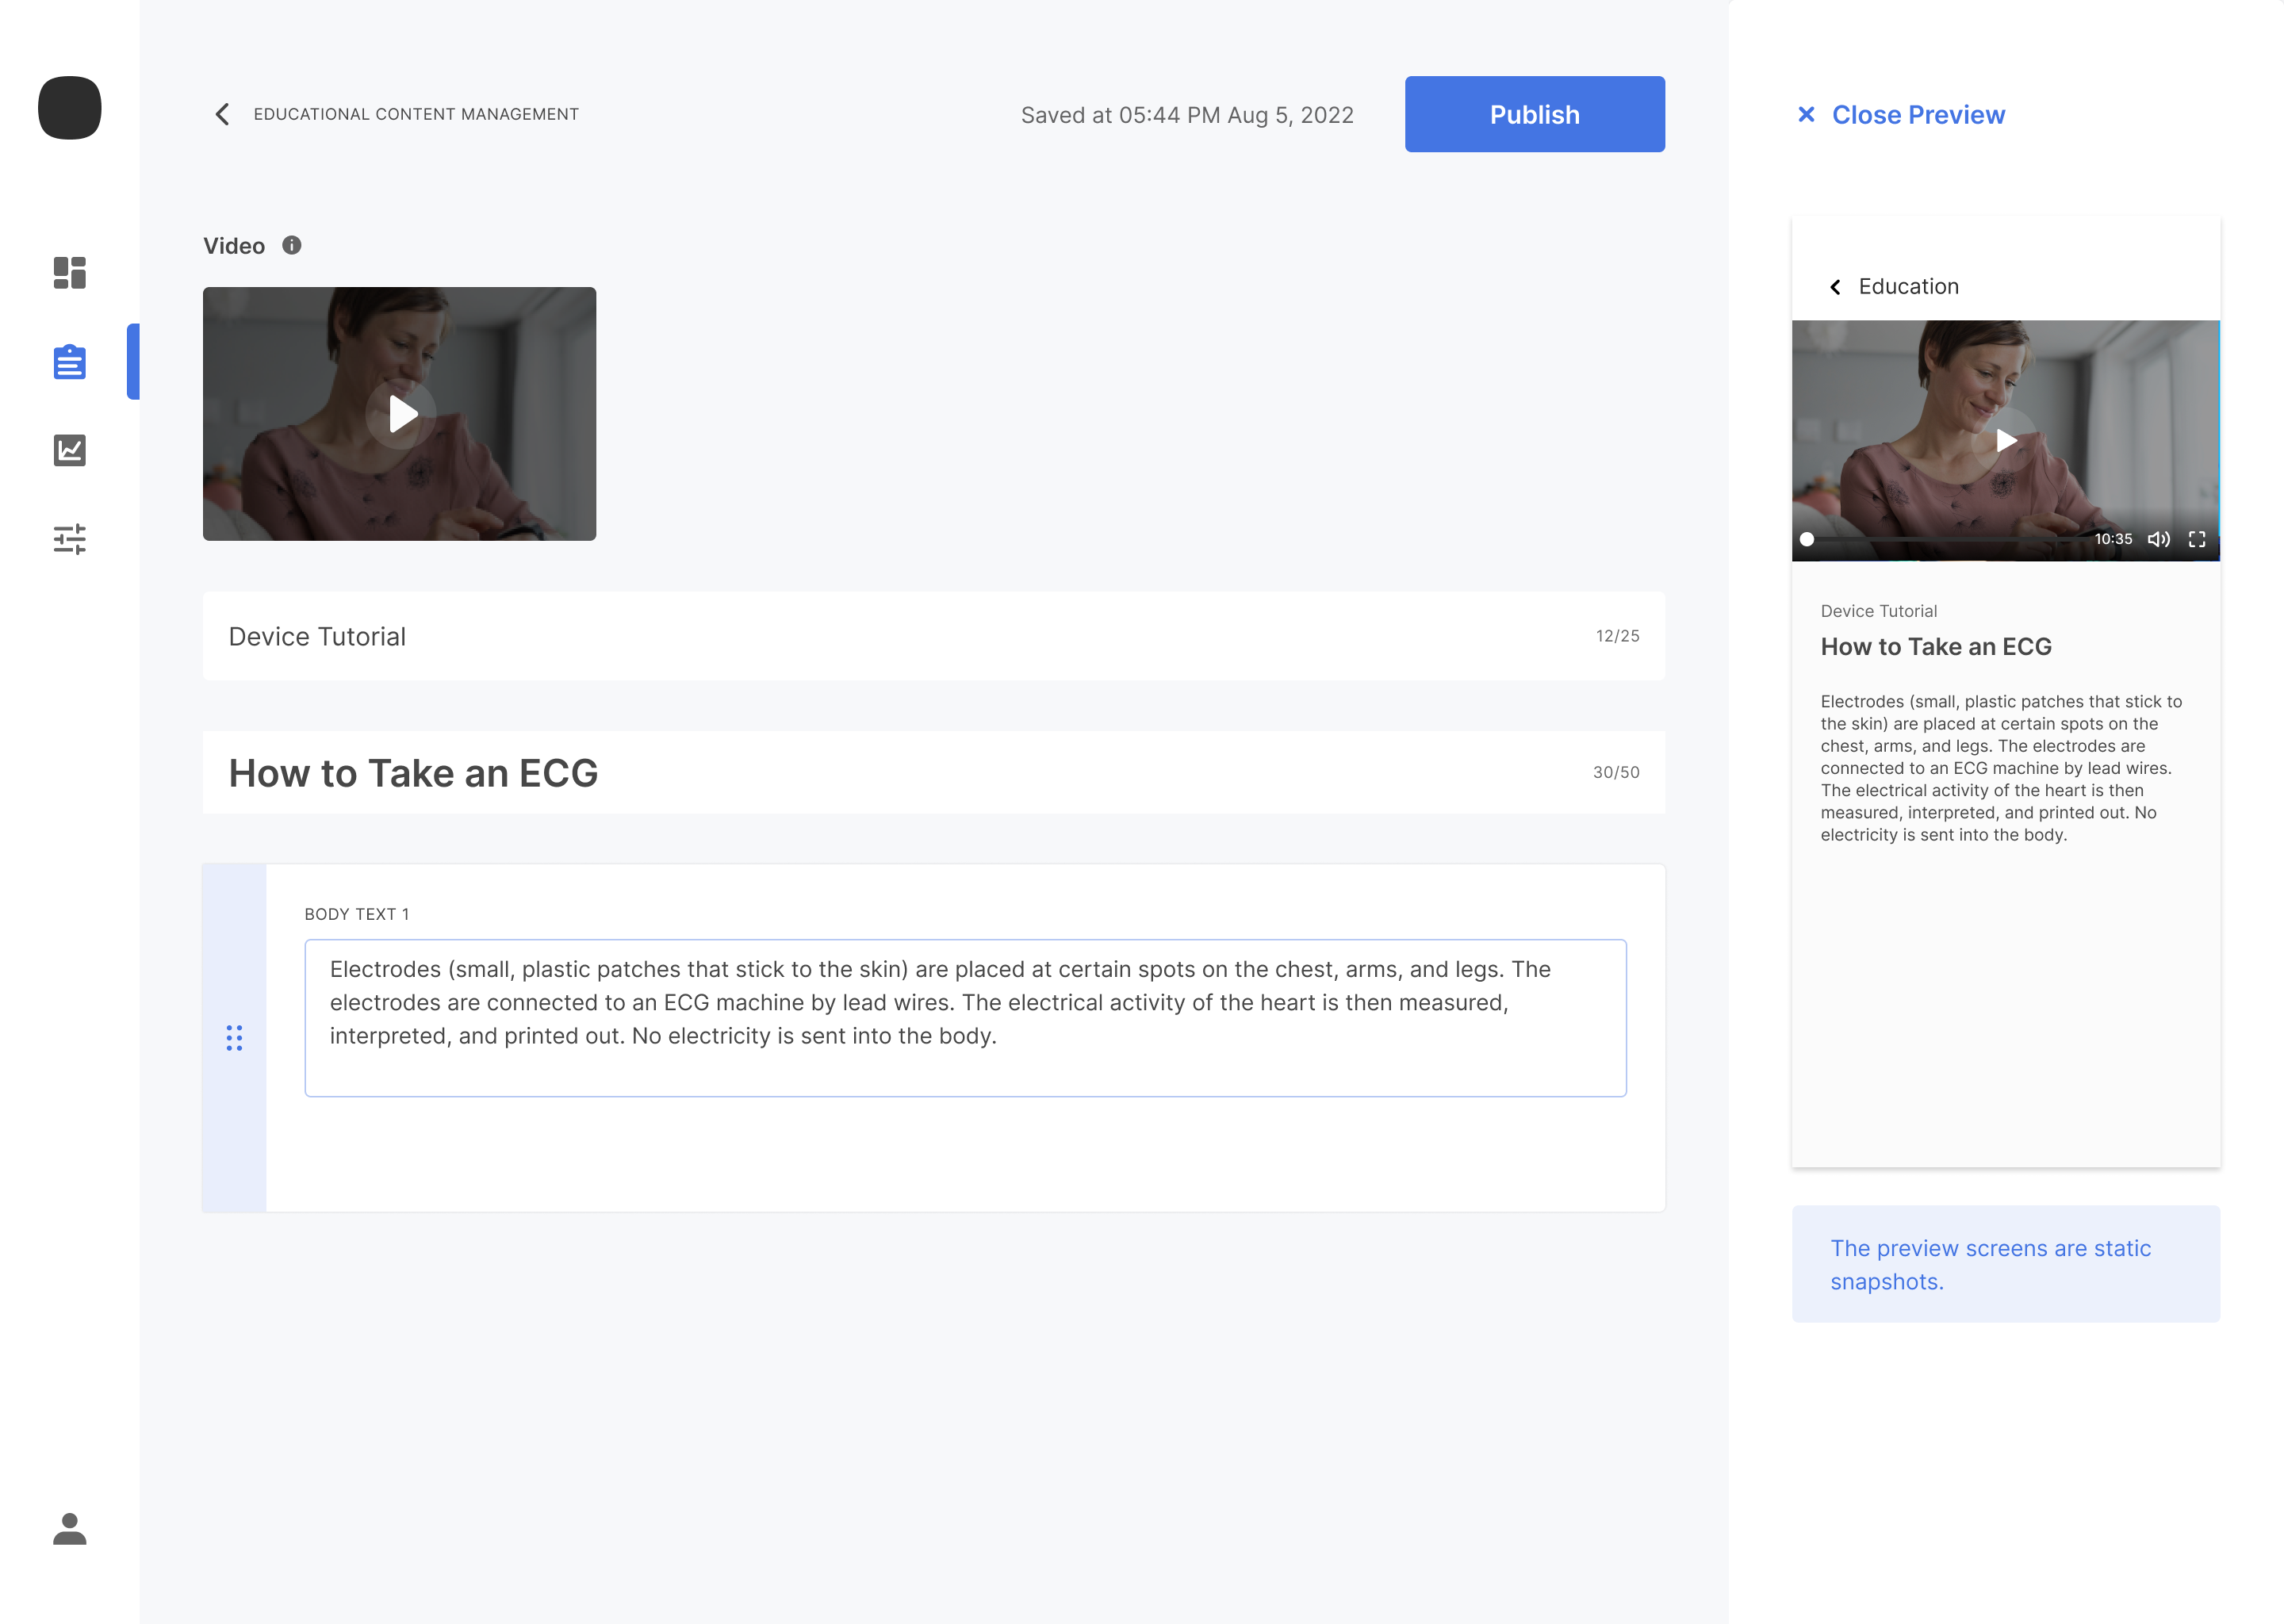 EDUCATIONAL CONTENT MANAGEMENT
Saved at 05:44 PM Aug 5, 2022
Publish
Video
Device Tutorial
12/25
How to Take an ECG
30/50
BODY TEXT 1
Electrodes (small, plastic patches that stick to the skin) are placed at certain spots on the chest, arms, and legs. The
electrodes are connected to an ECG machine by lead wires. The electrical activity of the heart is then measured,
interpreted, and printed out. No electricity is sent into the body.
Close Preview
Education
10:35
Device Tutorial
How to Take an ECG
Electrodes (small, plastic patches that stick to
the skin) are placed at certain spots on the
chest, arms, and legs. The electrodes are
connected to an ECG machine by lead wires.
The electrical activity of the heart is then
measured, interpreted, and printed out. No
electricity is sent into the body.
The preview screens are static
snapshots.